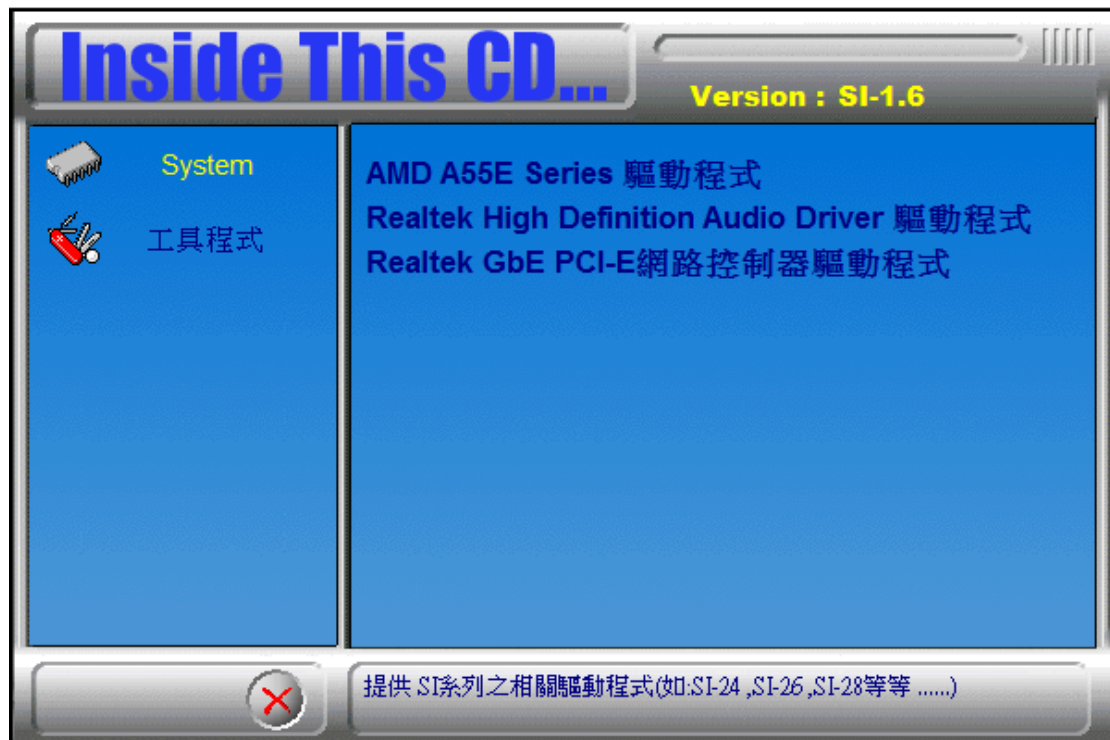 Inside This CD...
Version : SI-1.6
System
工具程式
AMD A55E Series 驅動程式
Realtek High Definition Audio Driver 驅動程式
Realtek GbE PCI-E網路控制器驅動程式
提供 SI系列之相關驅動程式(如:SI-24 ,SI-26 ,SI-28等等 ......)